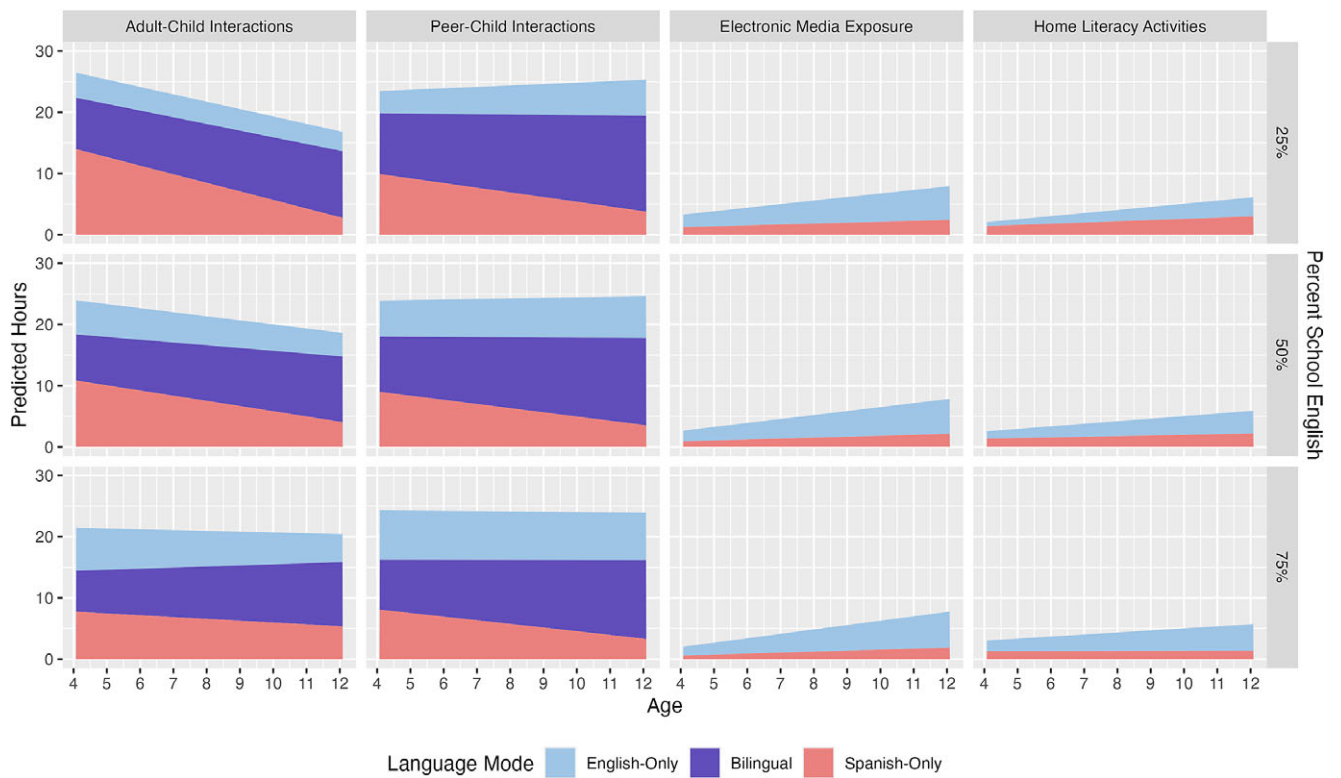 Adult-Child Interactions
Peer-Child Interactions
Electronic Media Exposure
Home Literacy Activities
30
20
10
0
25%
30
20
10
0
50%
30
20
10
0
75%
Predicted Hours
Percent School English
4 5 6 7 8 9 10 11 12
4 5 6 7 8 9 10 11 12
4 5 6 7 8 9 10 11 12
4 5 6 7 8 9 10 11 12
Age
Language Mode English-Only Bilingual Spanish-Only